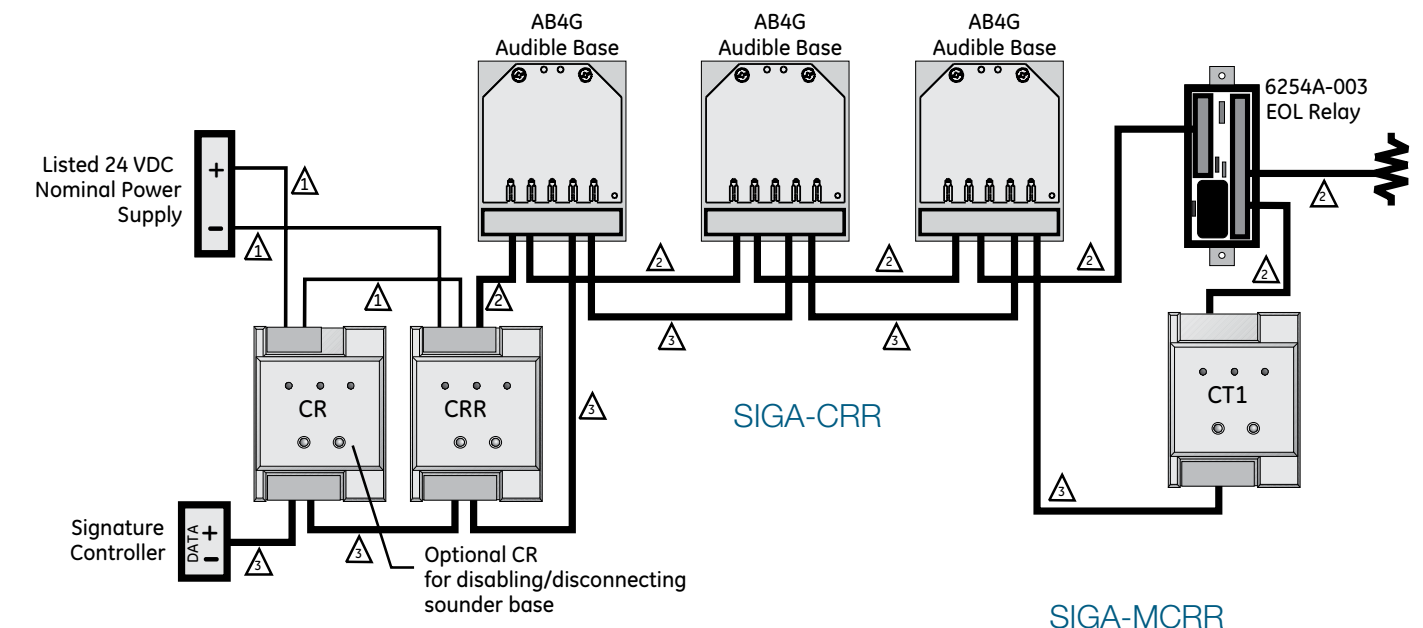 AB4G
Audible Base
AB4G
Audible Base
AB4G
Audible Base
6254A-003
EOL Relay
Listed 24 VDC
Nominal Power
Supply
+
−
1
1
1
2
2
2
2
2
2
3
3
3
CR
CRR
CT1
SIGA-CRR
3
Signature
Controller
DATA
+
−
3
3
Optional CR
for disabling/disconnecting
sounder base
SIGA-MCRR